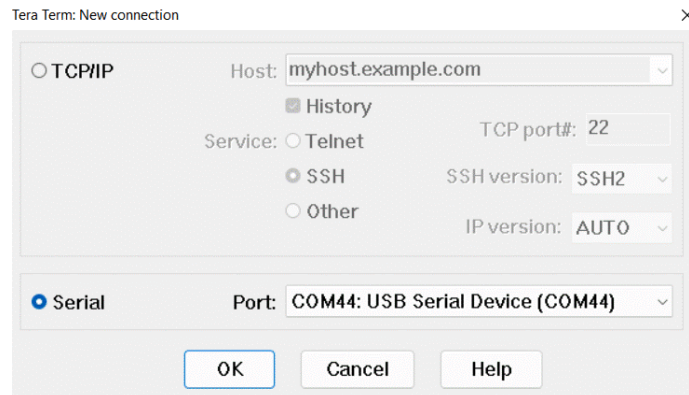 Tera Term: New connection
TCP/IP
Host: myhost.example.com
History
Service: Telnet
TCP port#: 22
SSH
SSH version: SSH2
Other
IP version: AUTO
Serial
Port: COM44: USB Serial Device (COM44)
OK
Cancel
Help